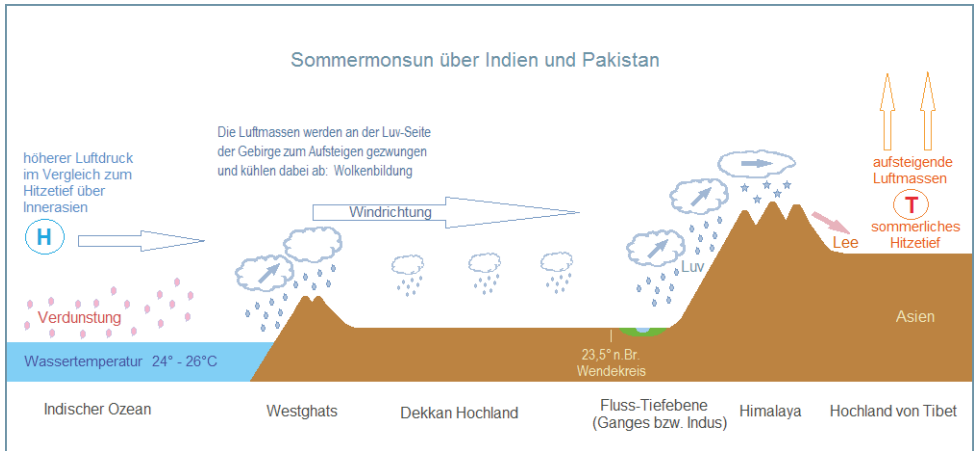 Sommermonsun über Indien und Pakistan
Die Luftmassen werden an der Luv-Seite
der Gebirge zum Aufsteigen gezwungen
und kühlen dabei ab: Wolkenbildung
höherer Luftdruck
im Vergleich zum
Hitzetief über
Innerasien
H
Windrichtung
aufsteigende
Luftmassen
T
sommerliches
Hitzetief
Lee
Luv
Verdunstung
Wassertemperatur 24° - 26°C
23,5° n.Br.
Wendekreis
Asien
Indischer Ozean
Westghats
Dekkan Hochland
Fluss-Tiefebene
(Ganges bzw. Indus)
Himalaya
Hochland von Tibet